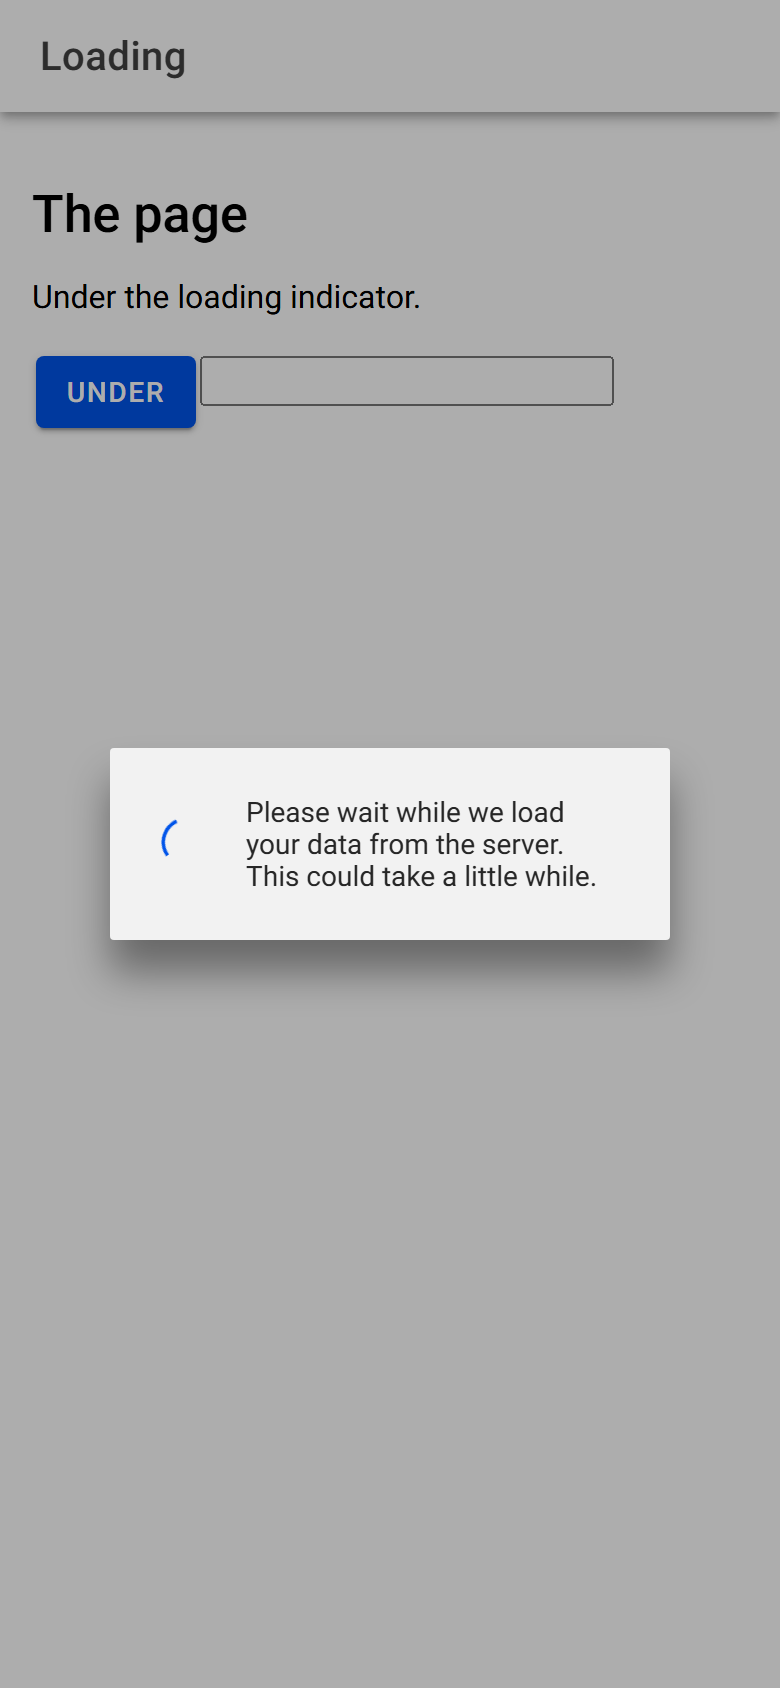 Loading
The page
Under the loading indicator.
UNDER
Please wait while we load
your data from the server.
This could take a little while.